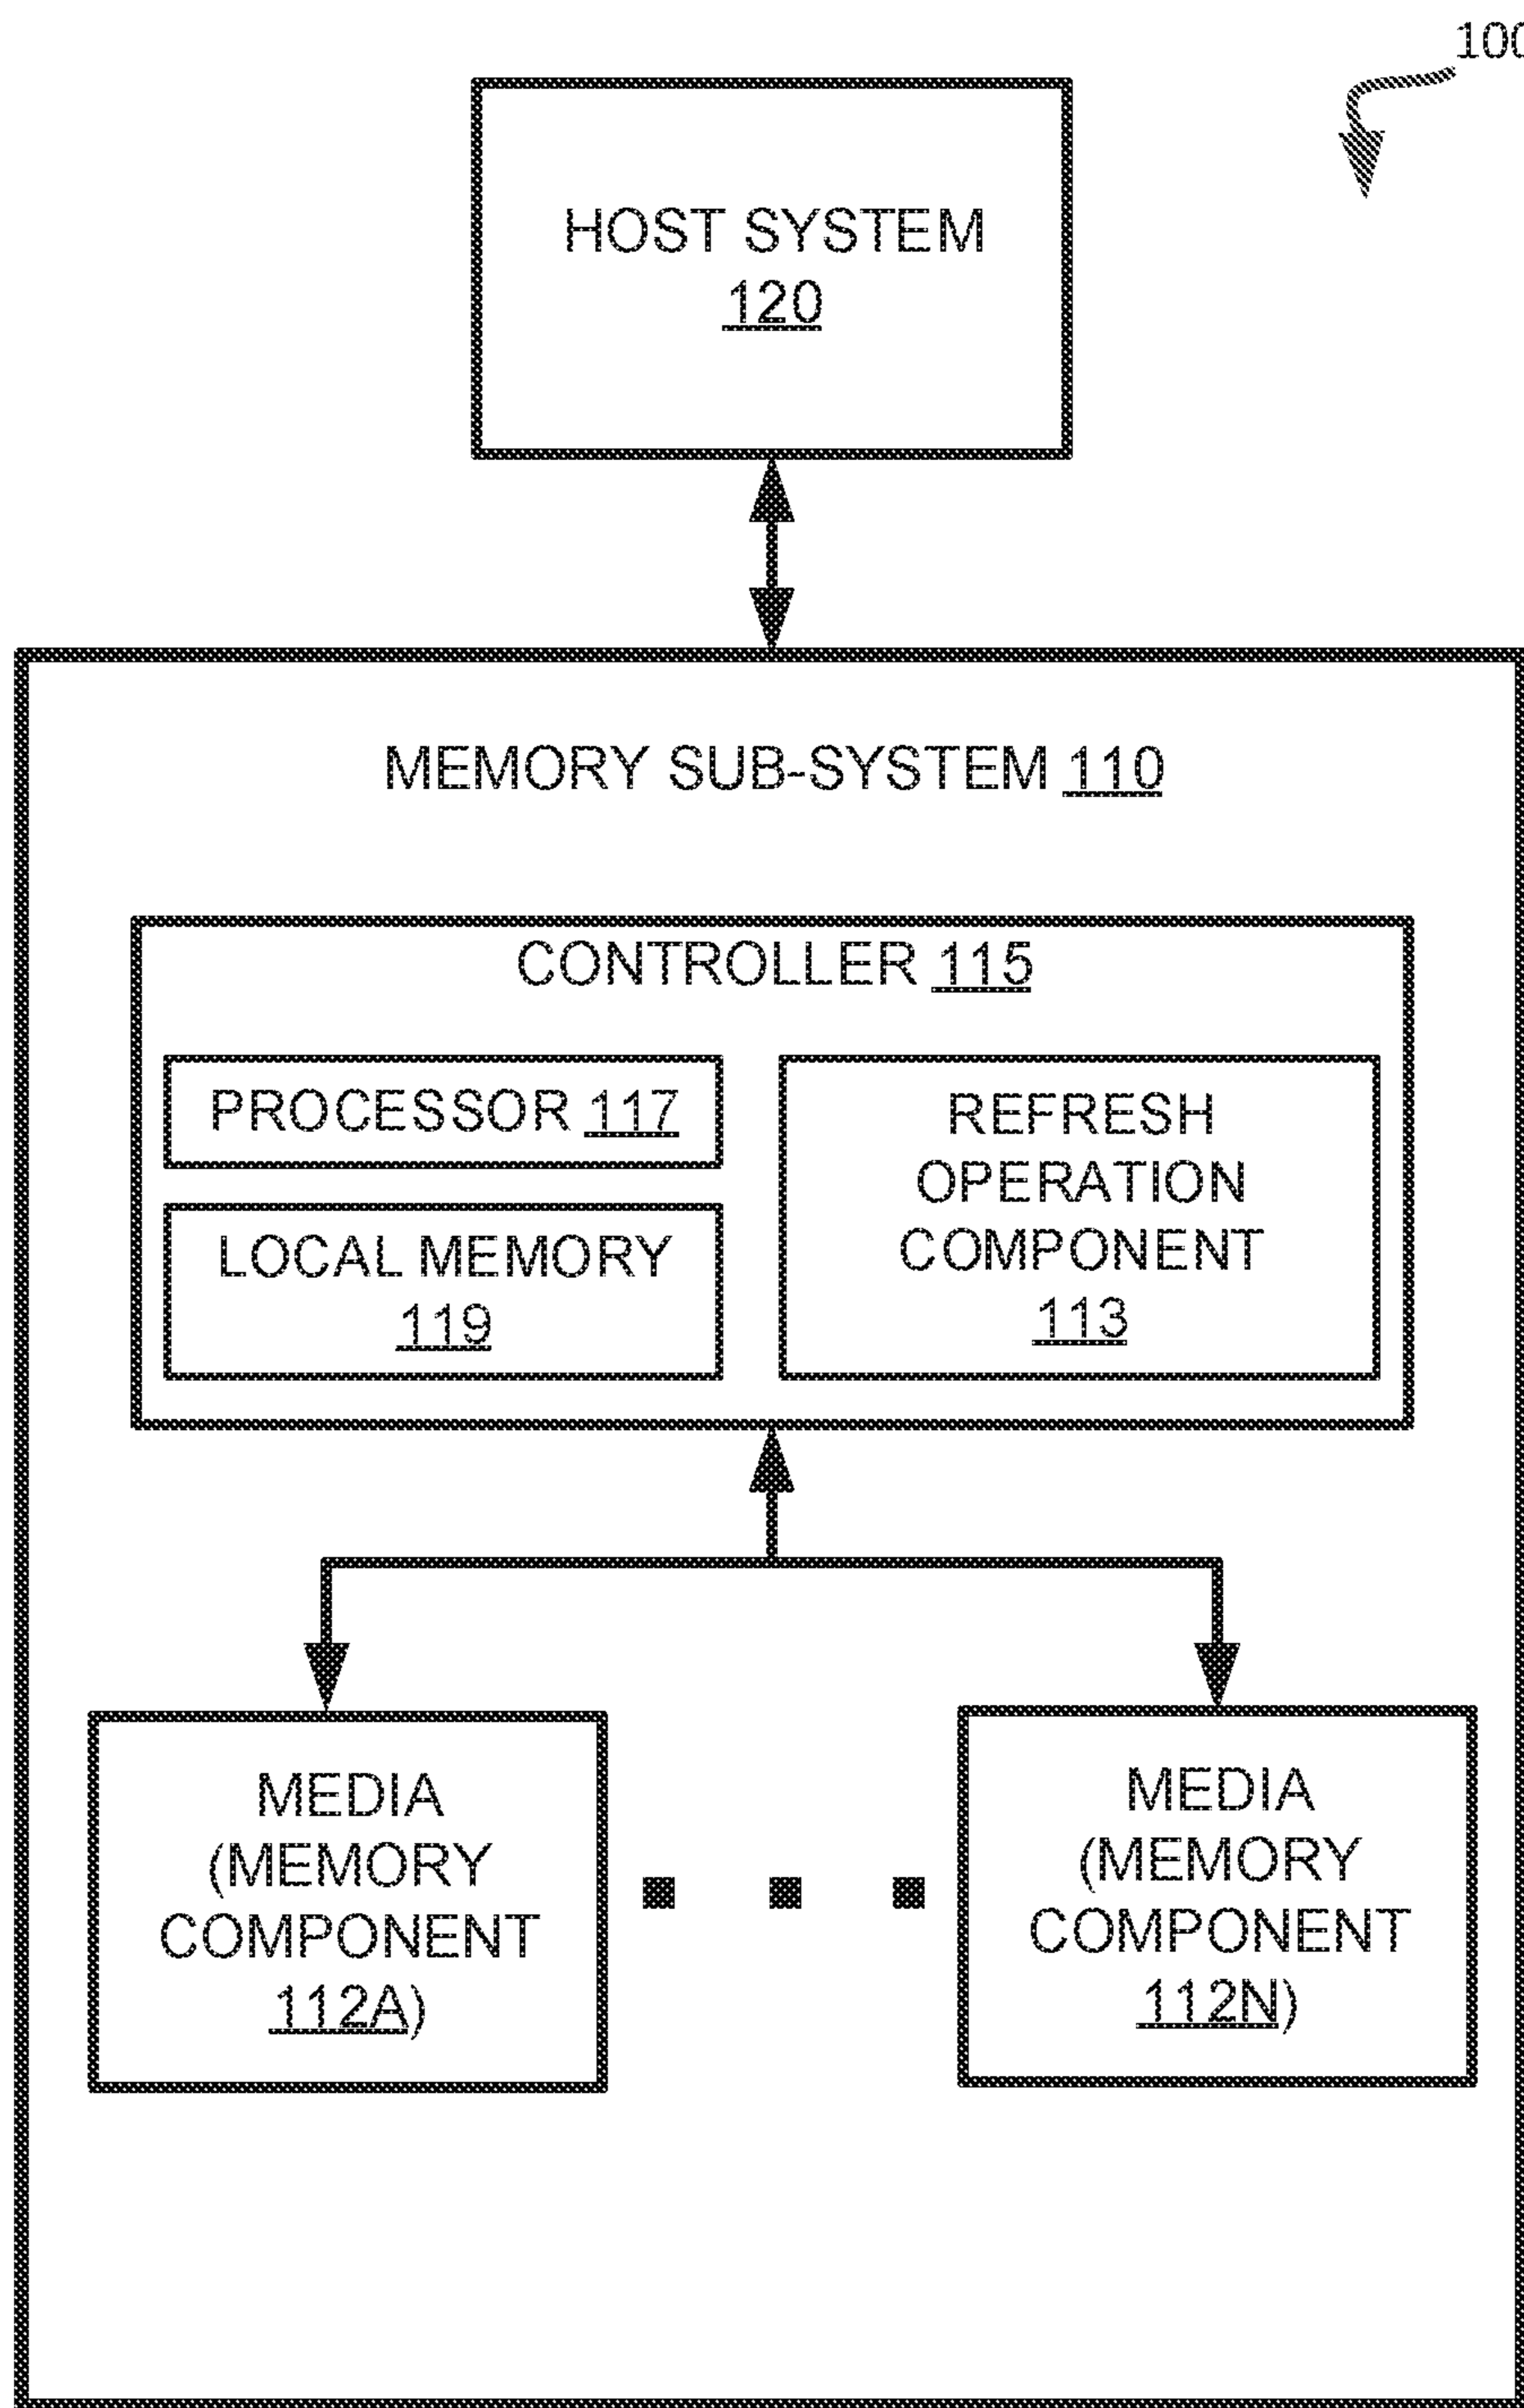 100
HOST SYSTEM
120
MEMORY SUB-SYSTEM 110
CONTROLLER 115
PROCESSOR 117
LOCAL MEMORY
119
REFRESH
OPERATION
COMPONENT
113
MEDIA
(MEMORY
COMPONENT
112A)
MEDIA
(MEMORY
COMPONENT
112N)